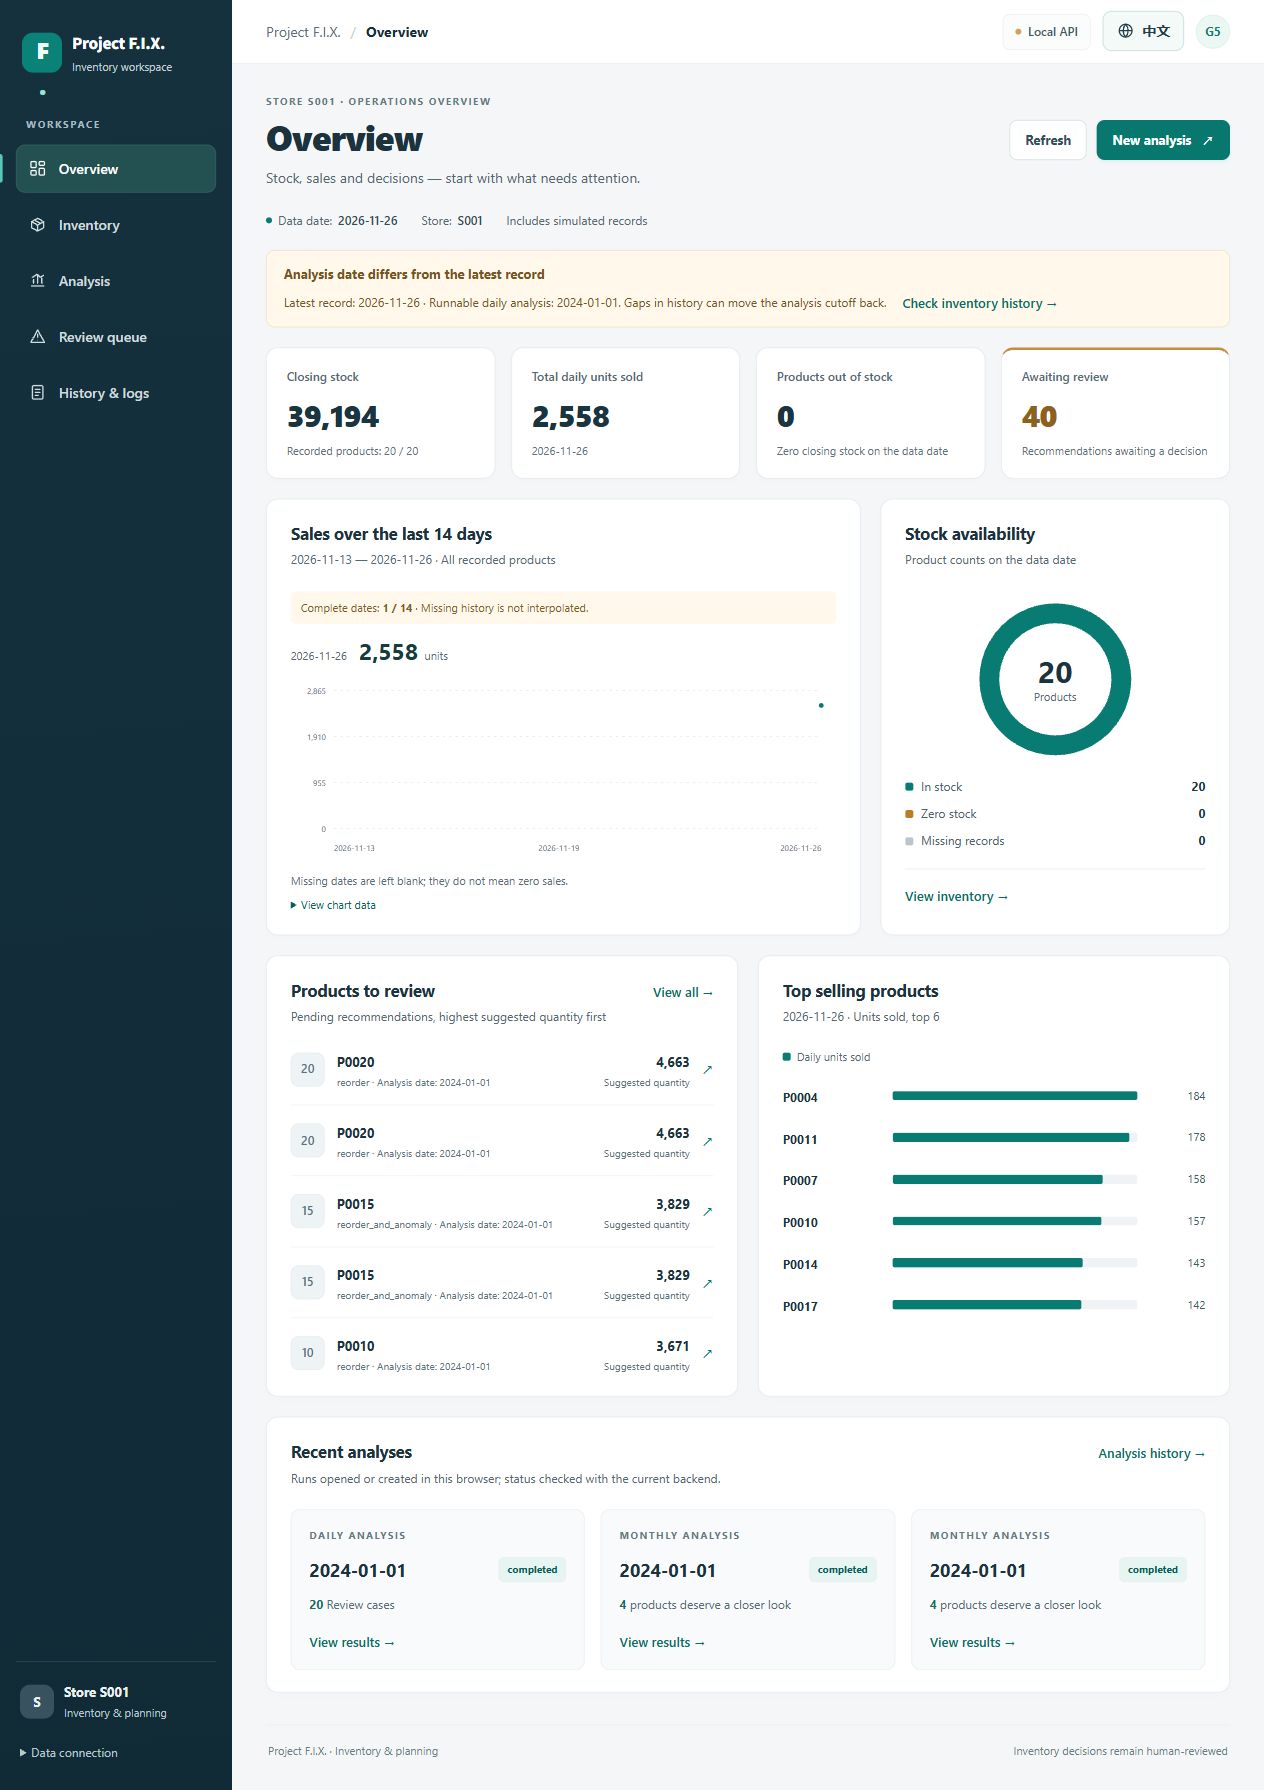 F
Project F.I.X.
Inventory workspace
WORKSPACE
Overview
Inventory
Analysis
Review queue
History & logs
Store S001
S
Inventory & planning
Data connection
Project F.I.X. / Overview
Local API
中文
G5
STORE S001 · OPERATIONS OVERVIEW
Overview
Refresh
New analysis ↗
Stock, sales and decisions — start with what needs attention.
Data date: 2026-11-26 Store: S001 Includes simulated records
Analysis date differs from the latest record
Latest record: 2026-11-26 · Runnable daily analysis: 2024-01-01. Gaps in history can move the analysis cutoff back. Check inventory history →
Closing stock
39,194
Recorded products: 20 / 20
Total daily units sold
2,558
2026-11-26
Products out of stock
0
Zero closing stock on the data date
Awaiting review
40
Recommendations awaiting a decision
Sales over the last 14 days
2026-11-13 — 2026-11-26 · All recorded products
Complete dates: 1 / 14 · Missing history is not interpolated.
2026-11-26 2,558 units
2,865
1,910
955
0
2026-11-13 2026-11-19 2026-11-26
Missing dates are left blank; they do not mean zero sales.
View chart data
Stock availability
Product counts on the data date
20
Products
In stock 20
Zero stock 0
Missing records 0
View inventory →
Products to review View all →
Pending recommendations, highest suggested quantity first
20 P0020 4,663 ↗
reorder · Analysis date: 2024-01-01 Suggested quantity
20 P0020 4,663 ↗
reorder · Analysis date: 2024-01-01 Suggested quantity
15 P0015 3,829 ↗
reorder_and_anomaly · Analysis date: 2024-01-01 Suggested quantity
15 P0015 3,829 ↗
reorder_and_anomaly · Analysis date: 2024-01-01 Suggested quantity
10 P0010 3,671 ↗
reorder · Analysis date: 2024-01-01 Suggested quantity
Top selling products
2026-11-26 · Units sold, top 6
Daily units sold
P0004 184
P0011 178
P0007 158
P0010 157
P0014 143
P0017 142
Recent analyses Analysis history →
Runs opened or created in this browser; status checked with the current backend.
DAILY ANALYSIS
2024-01-01 completed
20 Review cases
View results →
MONTHLY ANALYSIS
2024-01-01 completed
4 products deserve a closer look
View results →
MONTHLY ANALYSIS
2024-01-01 completed
4 products deserve a closer look
View results →
Project F.I.X. · Inventory & planning
Inventory decisions remain human-reviewed